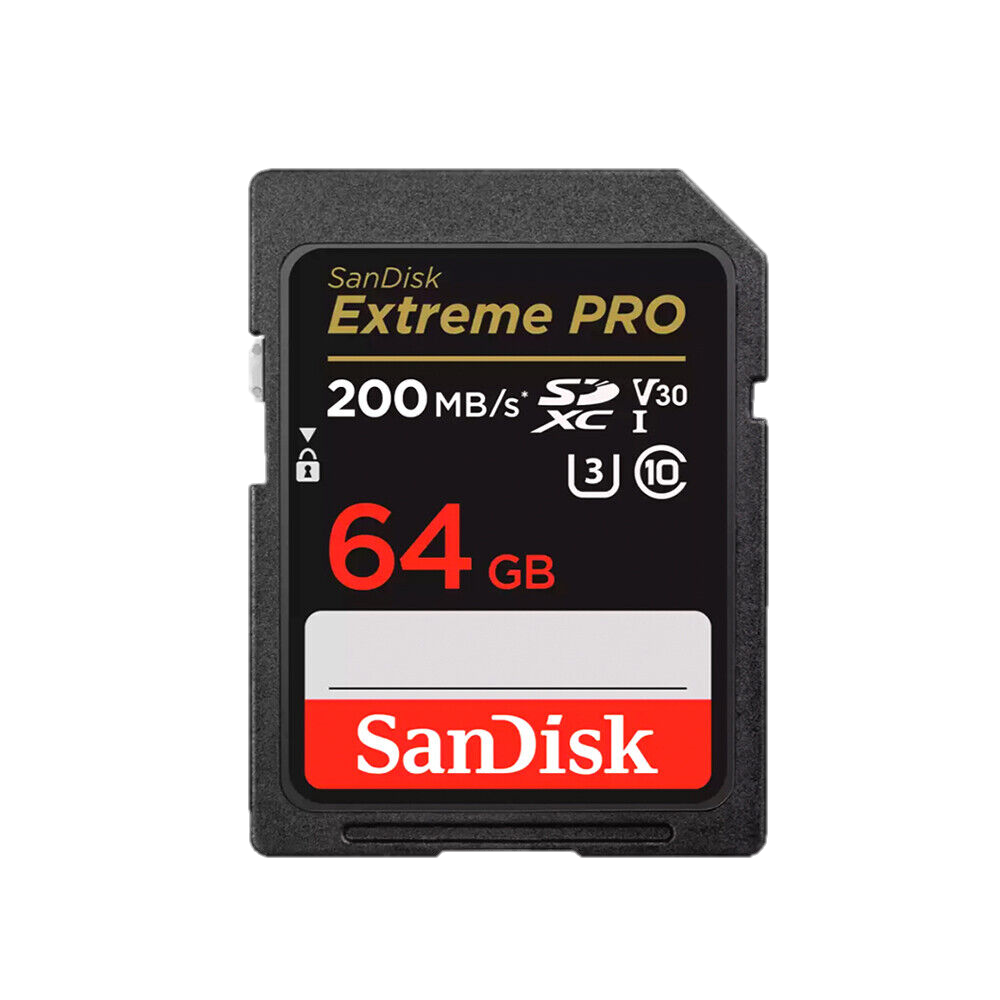 SanDisk
Extreme PRO
200 MB/s* SD XC V30 I
3 10
64 GB
SanDisk